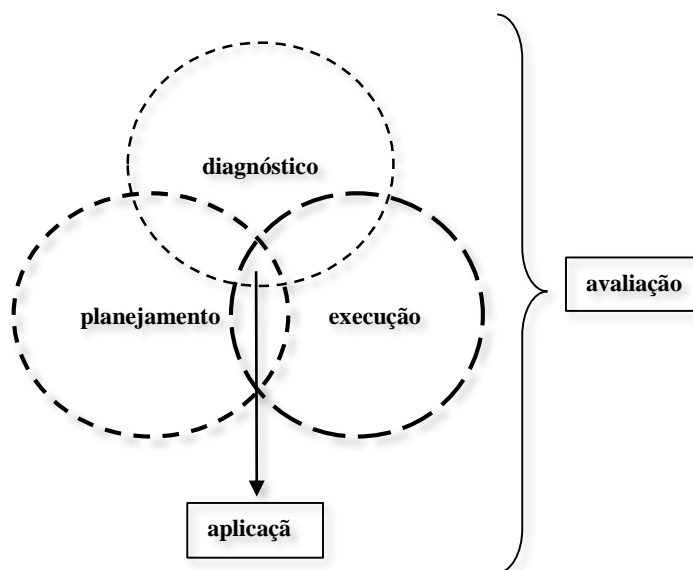 diagnóstico
planejamento
execução
avaliação
aplicaçã